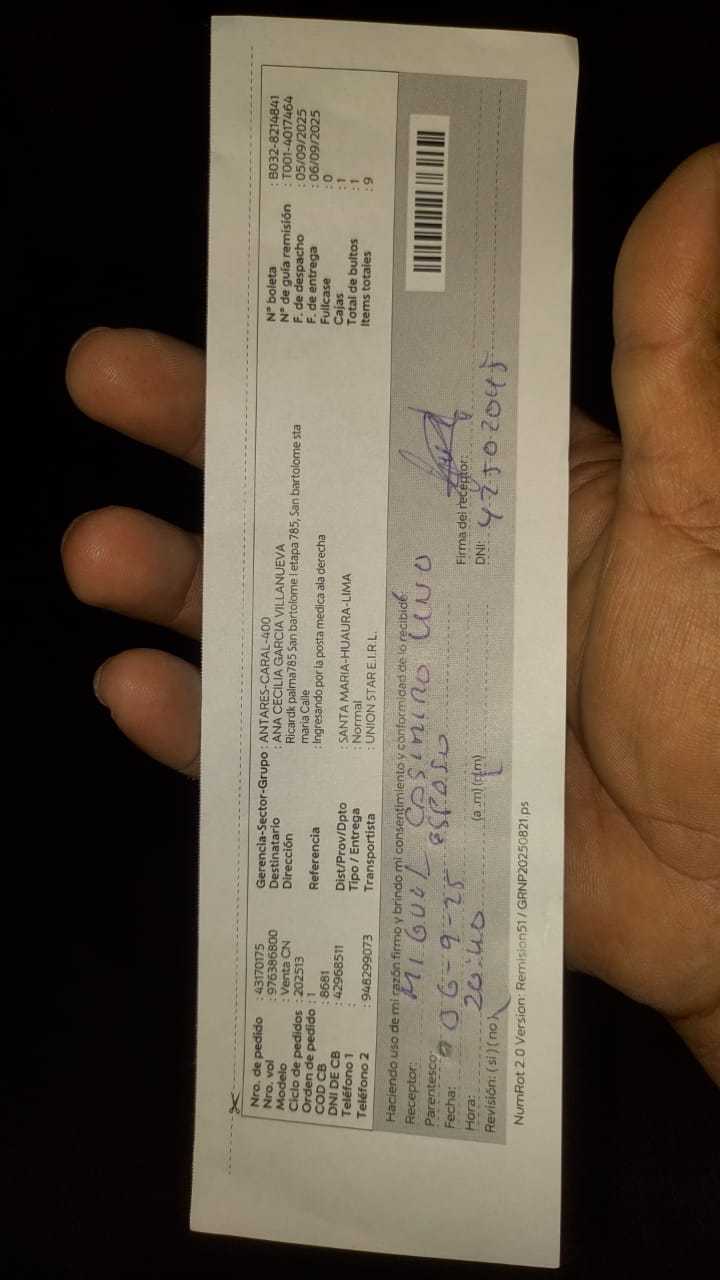 Nro. de pedido : 43170175
Nro. vol : 976386800
Modelo : Venta CN
Ciclo de pedidos : 202513
Orden de pedido : 1
COD CB : 8681
DNI DE CB : 42968511
Teléfono 1 :
Teléfono 2 : 948299073
Gerencia-Sector-Grupo : ANTARES-CARAL-400
Destinatario : ANA CECILIA GARCIA VILLANUEVA
Dirección Ricardk palma785 San bartolome I etapa 785, San bartolome sta
maria Calle
Referencia : Ingresando por la posta medica ala derecha
Dist/Prov/Dpto : SANTA MARIA-HUAURA-LIMA
Tipo / Entrega : Normal
Transportista : UNION STAR E.I.R.L.
N° boleta : B032-8214841
N° de guía remisión : T001-4017464
F. de despacho : 05/09/2025
F. de entrega : 06/09/2025
Fullcase : 0
Cajas : 1
Total de bultos : 1
Items totales : 9
Haciendo uso de mi razón firmo y brindo mi consentimiento y conformidad de lo recibido
Receptor: MIGUEL CASIMIRO
Parentesco: esposo
Fecha: 06-9-25
Hora: 20:40 (a .m) (p.m)
Revisión: (si) (no)
Firma del receptor:
DNI: 42502045
NumRot 2.0 Version: Remision51 / GRNP20250821.ps